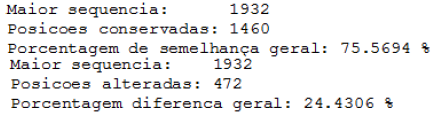 Maior sequencia: 1932
Posicoes conservadas: 1460
Porcentagem de semelhança geral: 75.5694 %
Maior sequencia: 1932
Posicoes alteradas: 472
Porcentagem diferenca geral: 24.4306 %